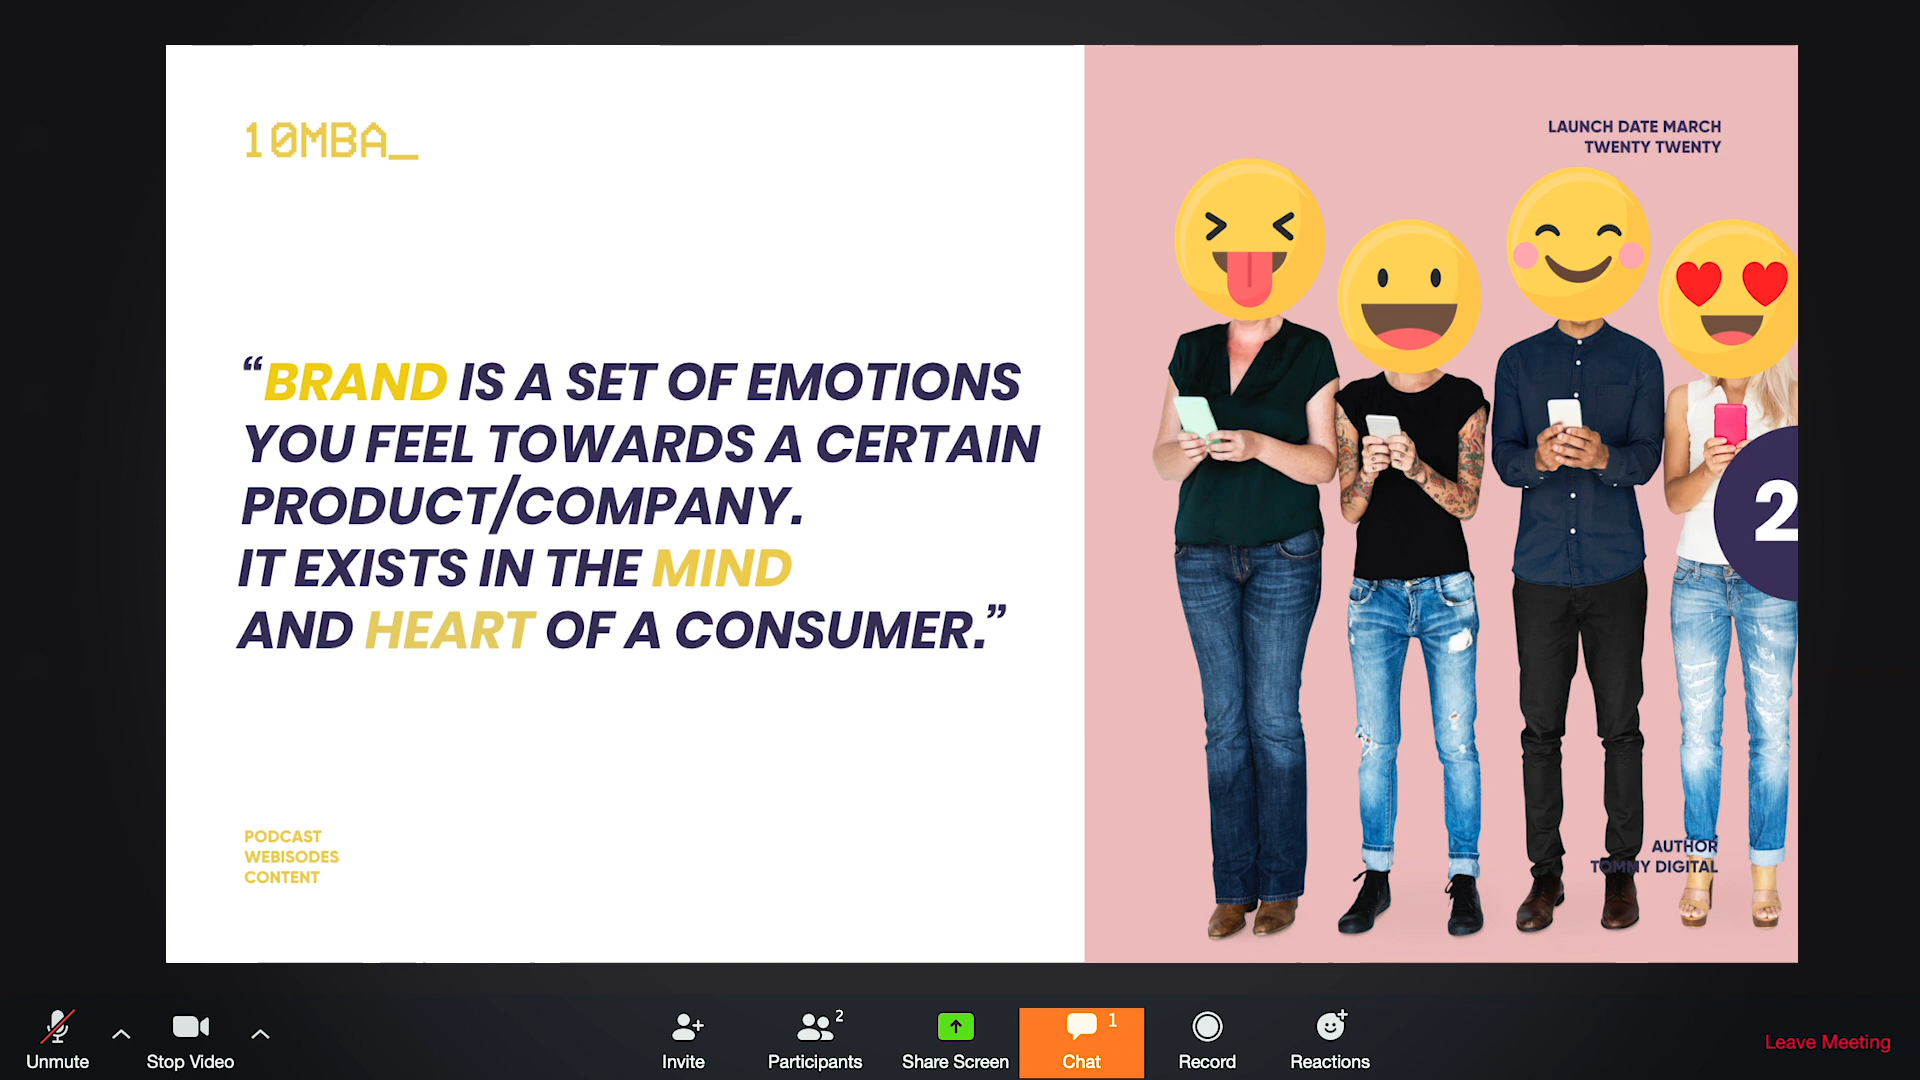 10MBA_
LAUNCH DATE MARCH
TWENTY TWENTY
“BRAND IS A SET OF EMOTIONS
YOU FEEL TOWARDS A CERTAIN
PRODUCT/COMPANY.
IT EXISTS IN THE MIND
AND HEART OF A CONSUMER.”
2
PODCAST
WEBISODES
CONTENT
AUTHOR
TOMMY DIGITAL
Unmute
Stop Video
Invite
2
Participants
Share Screen
1
Chat
Record
Reactions
Leave Meeting